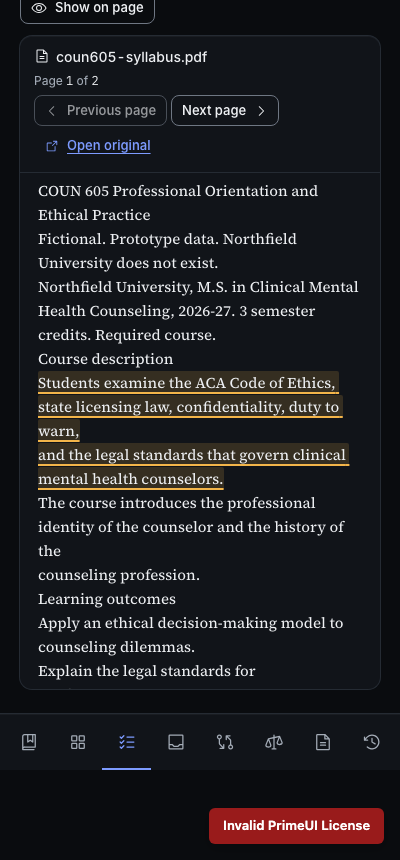 Show on page
coun605-syllabus.pdf
Page 1 of 2
Previous page
Next page
Open original
COUN 605 Professional Orientation and
Ethical Practice
Fictional. Prototype data. Northfield
University does not exist.
Northfield University, M.S. in Clinical Mental
Health Counseling, 2026-27. 3 semester
credits. Required course.
Course description
Students examine the ACA Code of Ethics,
state licensing law, confidentiality, duty to
warn,
and the legal standards that govern clinical
mental health counselors.
The course introduces the professional
identity of the counselor and the history of
the
counseling profession.
Learning outcomes
Apply an ethical decision-making model to
counseling dilemmas.
Explain the legal standards for
Invalid PrimeUI License